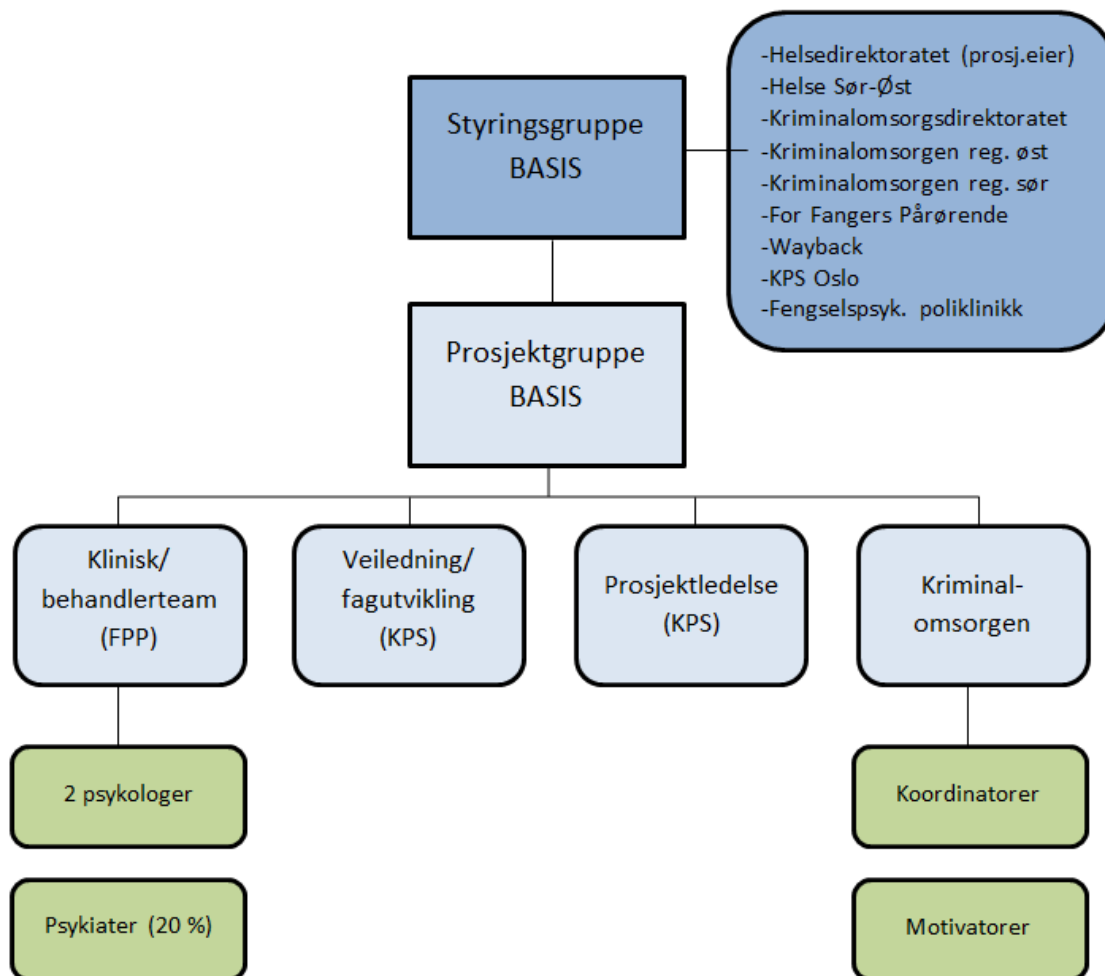 Styringsgruppe
BASIS
-Helsedirektoratet (prosj.eier)
-Helse Sør-Øst
-Kriminalomsorgsdirektoratet
-Kriminalomsorgen reg. øst
-Kriminalomsorgen reg. sør
-For Fangers Pårørende
-Wayback
-KPS Oslo
-Fengselspsyk. poliklinikk
Prosjektgruppe
BASIS
Klinisk/
behandlerteam
(FPP)
Veiledning/
fagutvikling
(KPS)
Prosjektledelse
(KPS)
Kriminal-
omsorgen
2 psykologer
Koordinatorer
Psykiater (20 %)
Motivatorer